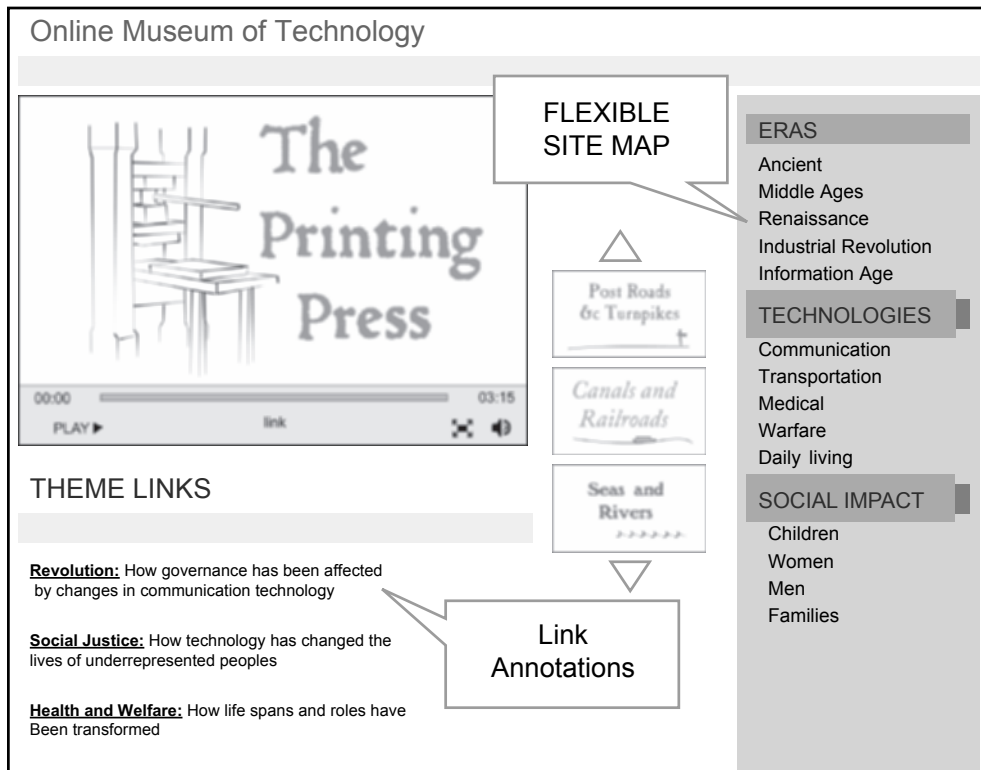 Online Museum of Technology
The
Printing
Press
00:00
03:15
PLAY
link
FLEXIBLE
SITE MAP
Post Roads
& Turnpikes
Canals and
Railroads
Seas and
Rivers
THEME LINKS
Revolution: How governance has been affected
by changes in communication technology
Social Justice: How technology has changed the
lives of underrepresented peoples
Health and Welfare: How life spans and roles have
Been transformed
Link
Annotations
ERAS
Ancient
Middle Ages
Renaissance
Industrial Revolution
Information Age
TECHNOLOGIES
Communication
Transportation
Medical
Warfare
Daily living
SOCIAL IMPACT
Children
Women
Men
Families